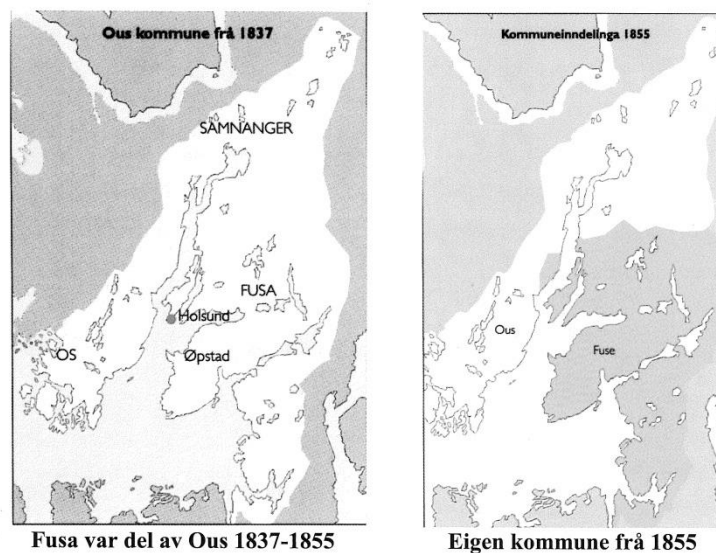 Ous kommune frå 1837
SAMNANGER
FUSA
Holsund
OS
Øpstad
Fusa var del av Ous 1837-1855
Kommuneinndelinga 1855
Ous
Fuse
Eigen kommune frå 1855